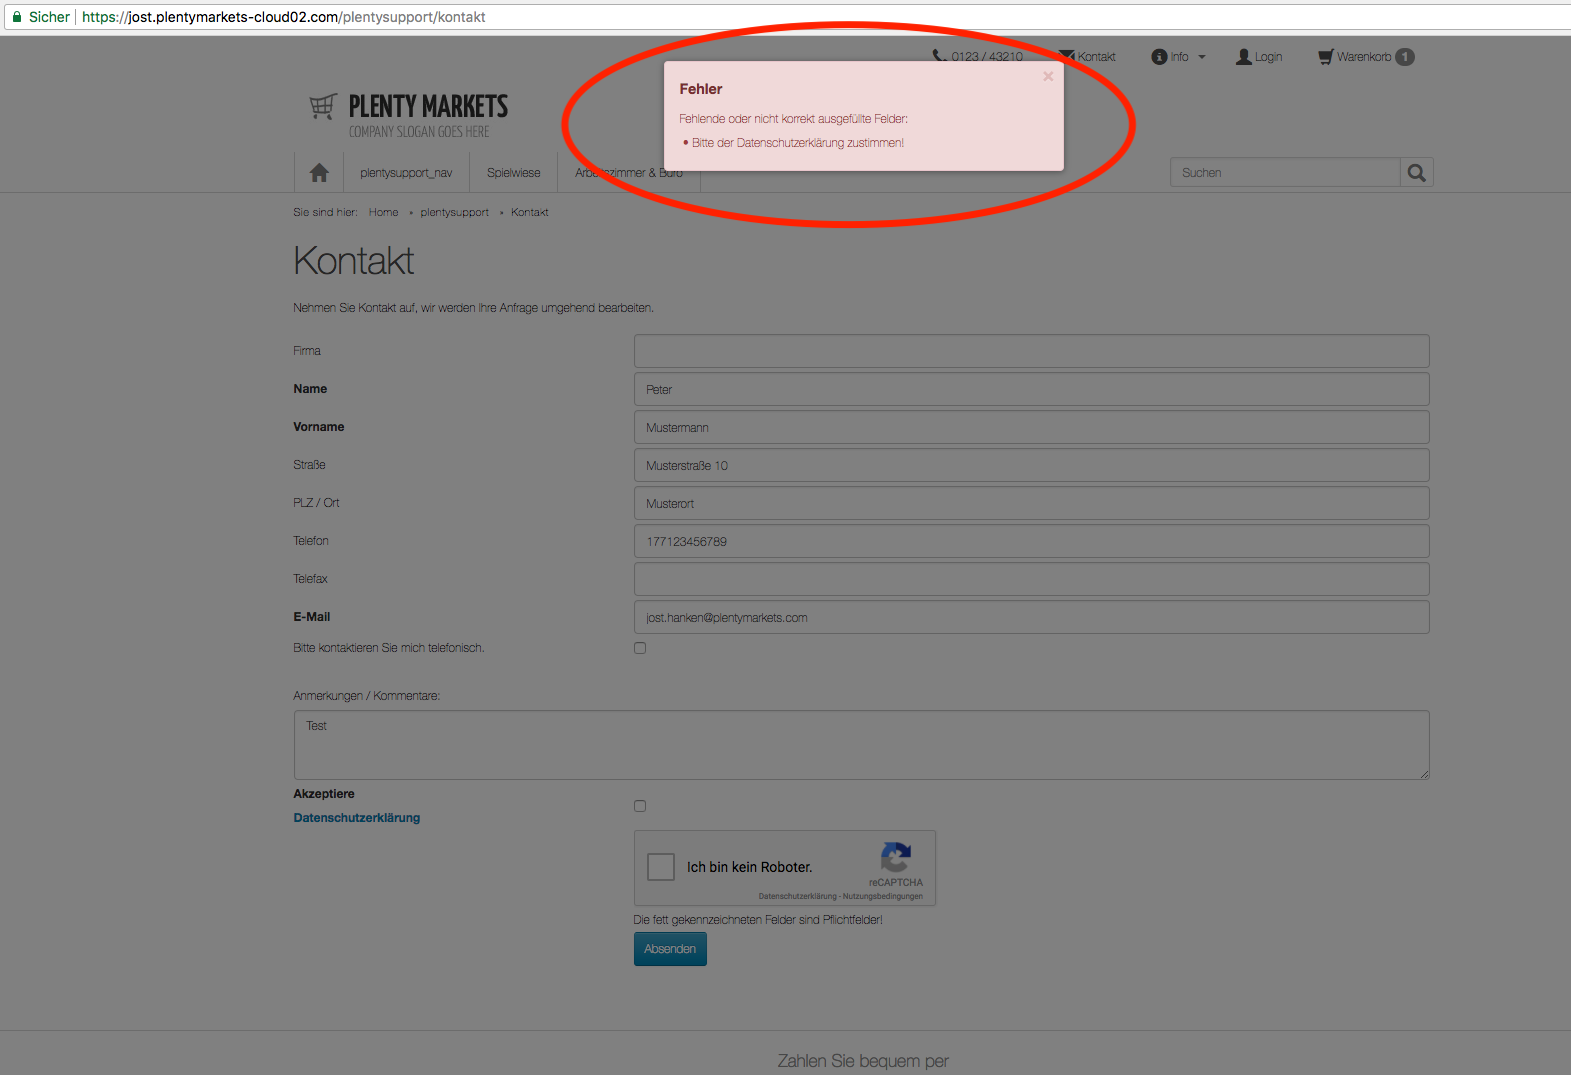 Sicher https://jost.plentymarkets-cloud02.com/plentysupport/kontakt
0123 / 43210 Kontakt Info Login Warenkorb 1
Fehler ×
Fehlende oder nicht korrekt ausgefüllte Felder:
• Bitte der Datenschutzerklärung zustimmen!
PLENTY MARKETS
COMPANY SLOGAN GOES HERE
plentysupport_nav Spielwiese Arbeitszimmer & Büro Suchen
Sie sind hier: Home plentysupport Kontakt
Kontakt
Nehmen Sie Kontakt auf, wir werden Ihre Anfrage umgehend bearbeiten.
Firma
Name Peter
Vorname Mustermann
Straße Musterstraße 10
PLZ / Ort Musterort
Telefon 177123456789
Telefax
E-Mail jost.hanken@plentymarkets.com
Bitte kontaktieren Sie mich telefonisch.
Anmerkungen / Kommentare:
Test
Akzeptiere
Datenschutzerklärung
Ich bin kein Roboter.
reCAPTCHA
Datenschutzerklärung - Nutzungsbedingungen
Die fett gekennzeichneten Felder sind Pflichtfelder!
Absenden
Zahlen Sie bequem per